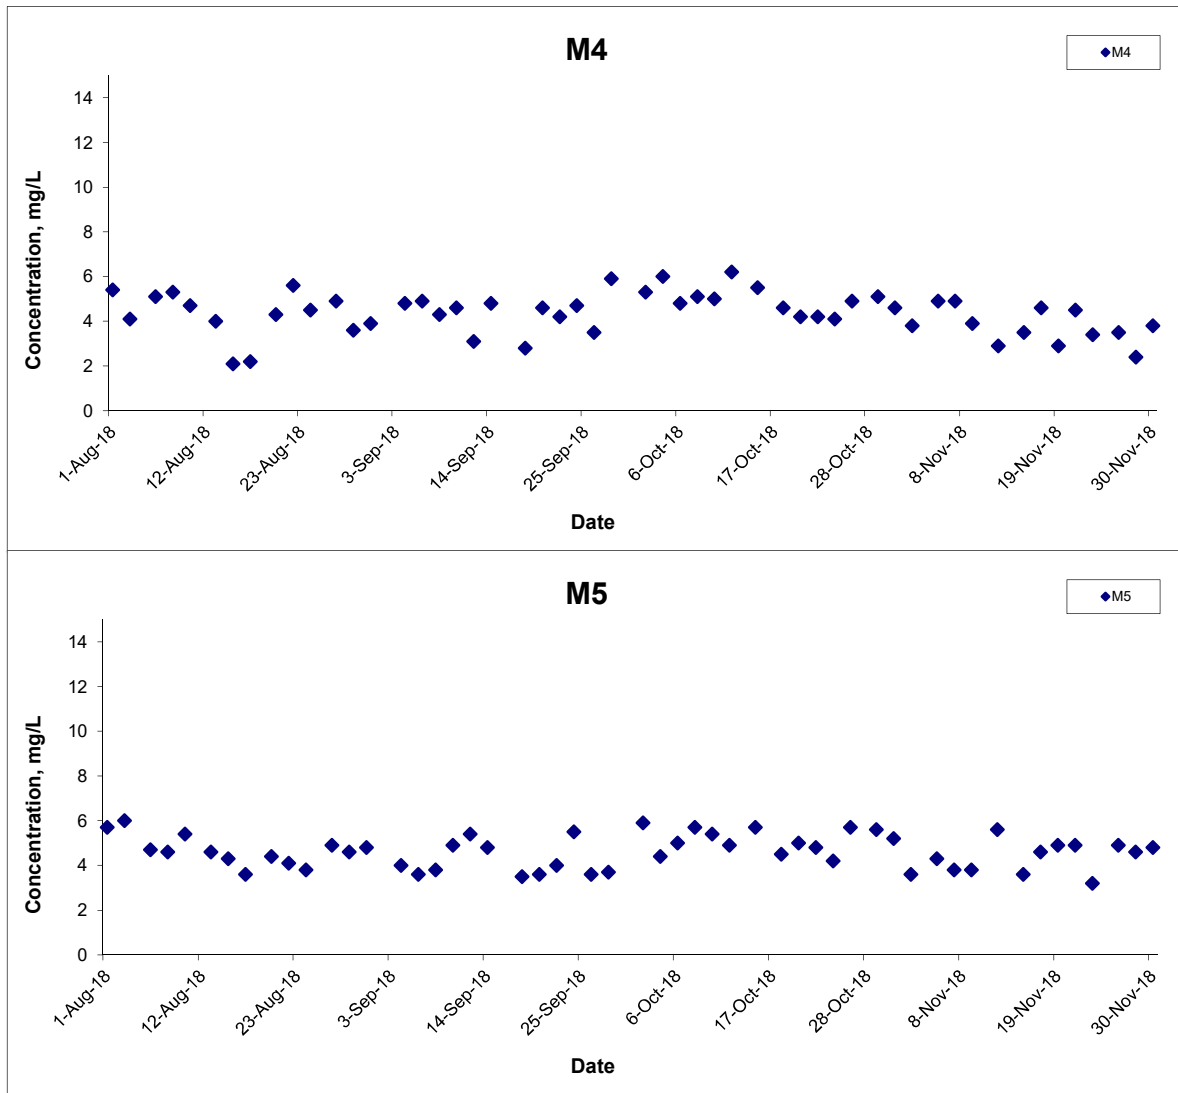 M4
M4
14
12
10
8
6
4
2
0
Concentration, mg/L
1-Aug-18
12-Aug-18
23-Aug-18
3-Sep-18
14-Sep-18
25-Sep-18
6-Oct-18
17-Oct-18
28-Oct-18
8-Nov-18
19-Nov-18
30-Nov-18
Date
M5
M5
14
12
10
8
6
4
2
0
Concentration, mg/L
1-Aug-18
12-Aug-18
23-Aug-18
3-Sep-18
14-Sep-18
25-Sep-18
6-Oct-18
17-Oct-18
28-Oct-18
8-Nov-18
19-Nov-18
30-Nov-18
Date